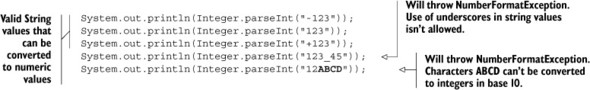 Valid String
values that
can be
converted
to numeric
values
System.out.println(Integer.parseInt("-123"));
System.out.println(Integer.parseInt("123"));
System.out.println(Integer.parseInt("+123"));
System.out.println(Integer.parseInt("123_45"));
System.out.println(Integer.parseInt("12ABCD"));
Will throw NumberFormatException.
Use of underscores in string values
isn't allowed.
Will throw NumberFormatException.
Characters ABCD can't be converted
to integers in base 10.